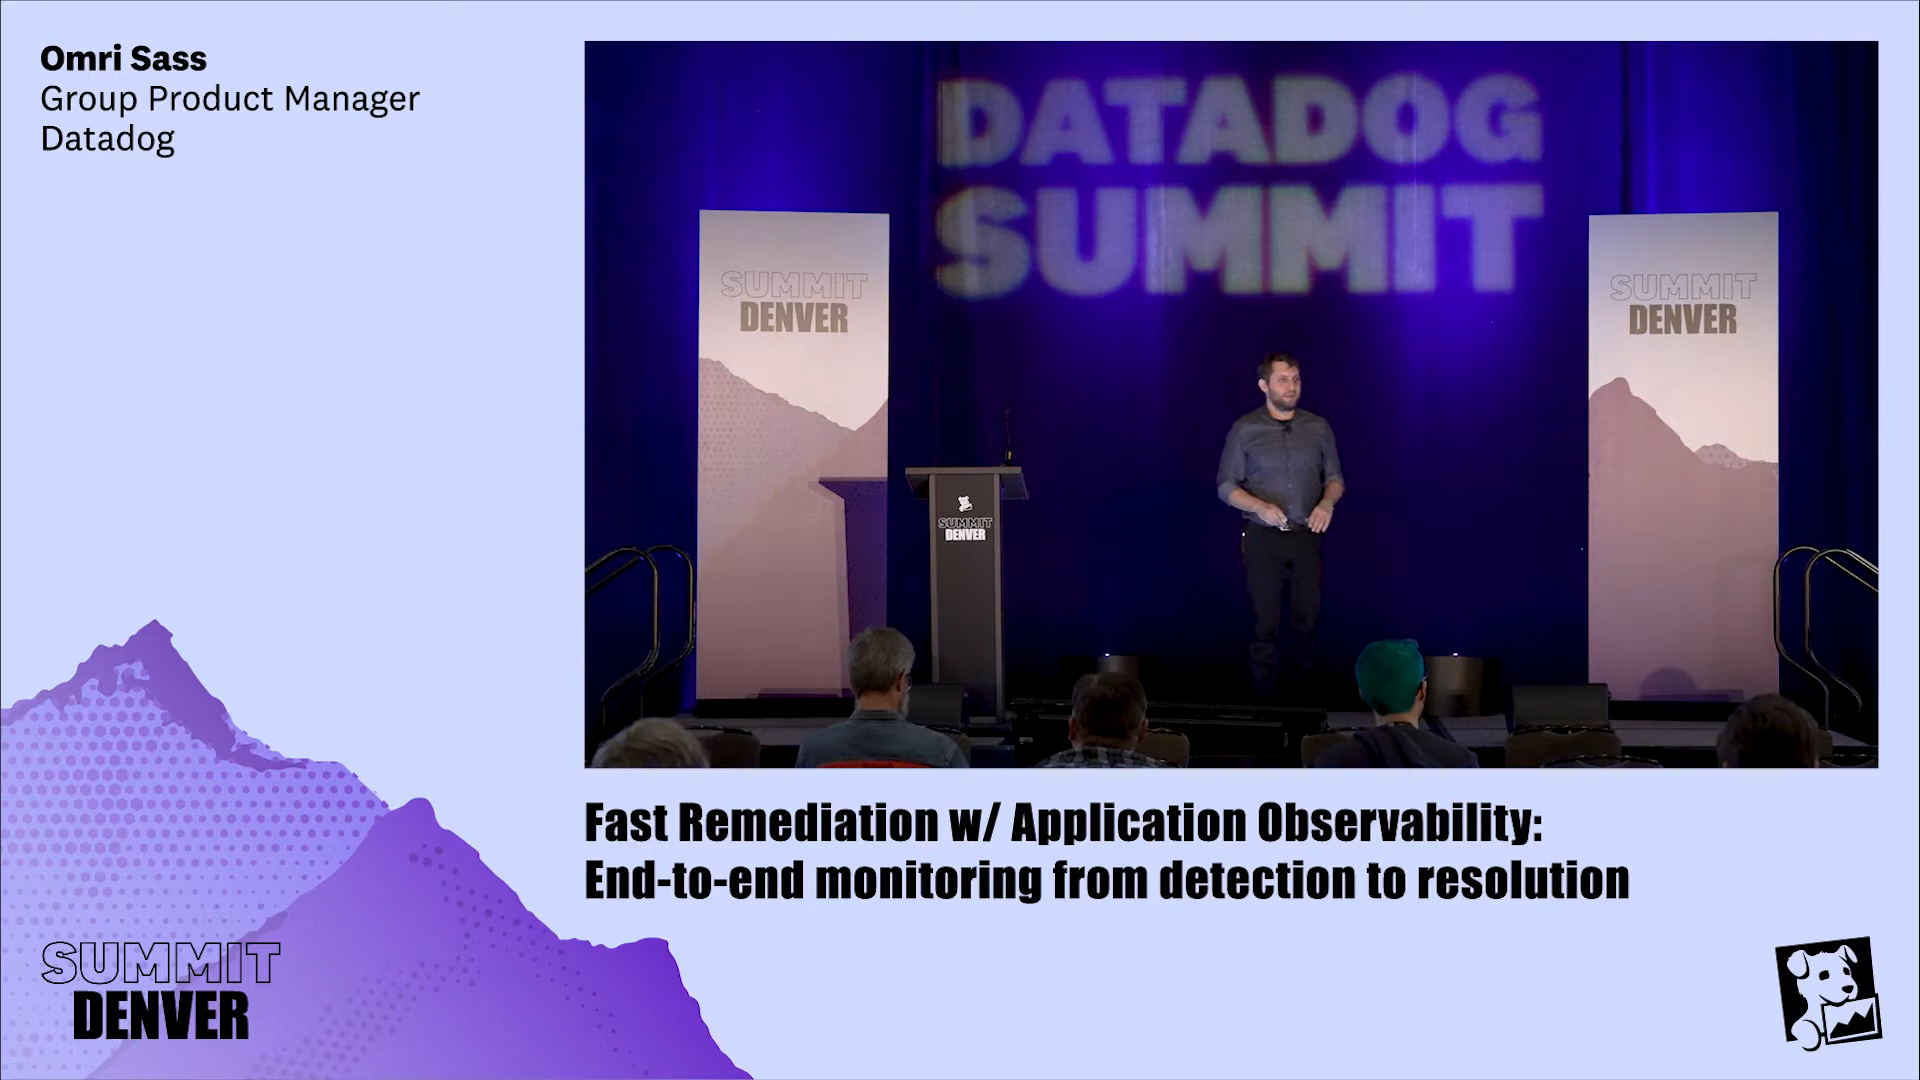 Omri Sass
Group Product Manager
Datadog
DATADOG
SUMMIT
SUMMIT
DENVER
SUMMIT
DENVER
SUMMIT
DENVER
Fast Remediation w/ Application Observability:
End-to-end monitoring from detection to resolution
SUMMIT
DENVER